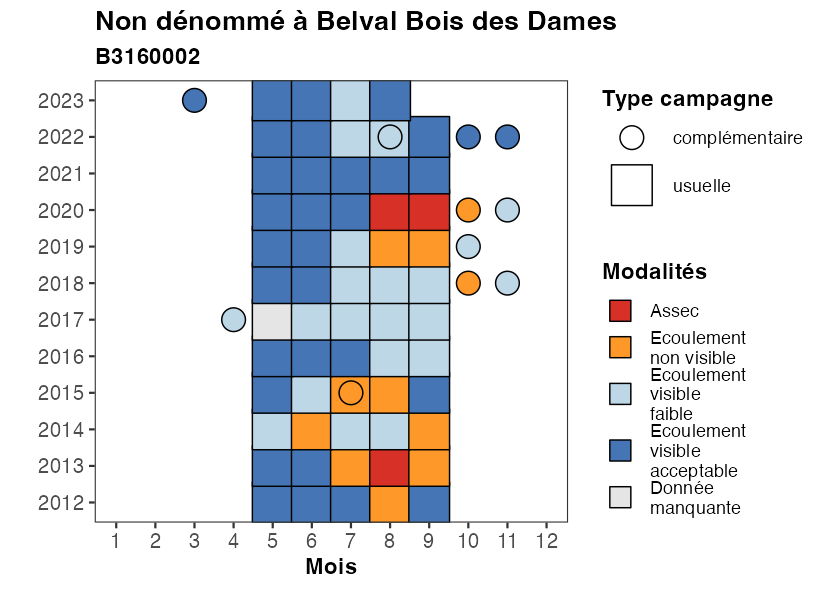 Non dénommé à Belval Bois des Dames
B3160002
2023
2022
2021
2020
2019
2018
2017
2016
2015
2014
2013
2012
1 2 3 4 5 6 7 8 9 10 11 12
Mois
Type campagne
complémentaire
usuelle
Modalités
Assec
Ecoulement
non visible
Ecoulement
visible
faible
Ecoulement
visible
acceptable
Donnée
manquante